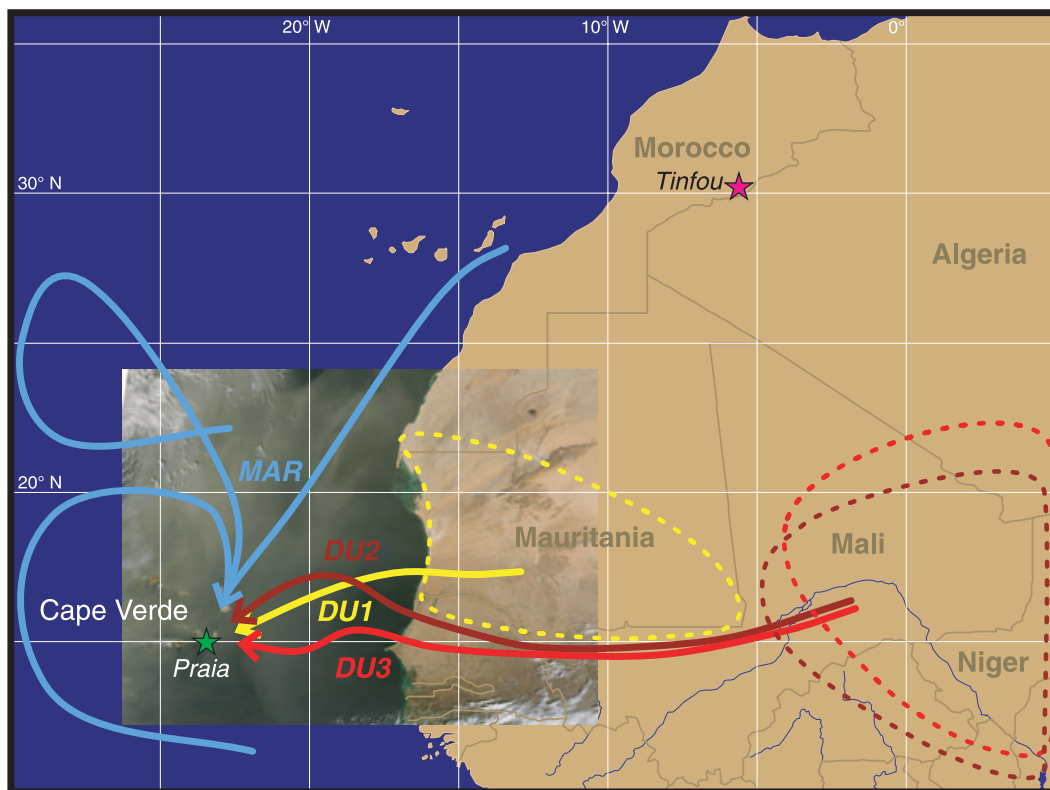 20° W
10° W
0°
Morocco
Tinfou
30° N
Algeria
MAR
20° N
Mauritania
Mali
DU2
Cape Verde
DU1
Praia
DU3
Niger